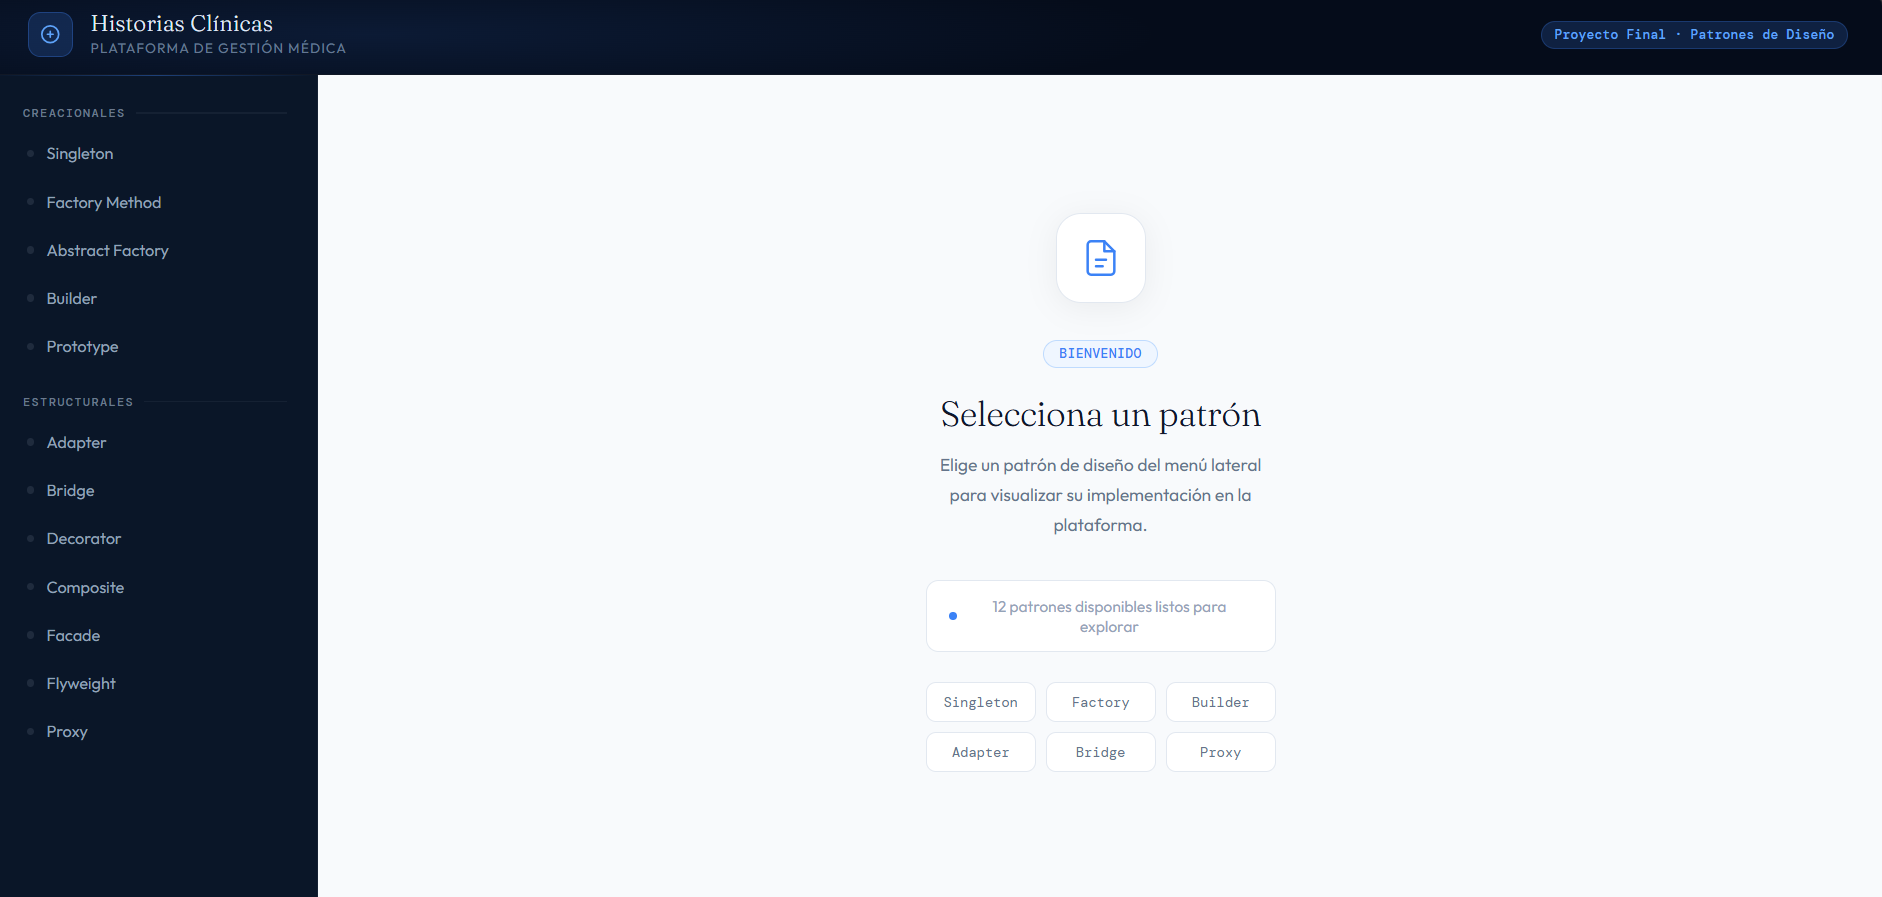 Historias Clínicas
PLATAFORMA DE GESTIÓN MÉDICA
Proyecto Final · Patrones de Diseño
CREACIONALES
Singleton
Factory Method
Abstract Factory
Builder
Prototype
ESTRUCTURALES
Adapter
Bridge
Decorator
Composite
Facade
Flyweight
Proxy
BIENVENIDO
Selecciona un patrón
Elige un patrón de diseño del menú lateral
para visualizar su implementación en la
plataforma.
12 patrones disponibles listos para
explorar
Singleton
Factory
Builder
Adapter
Bridge
Proxy